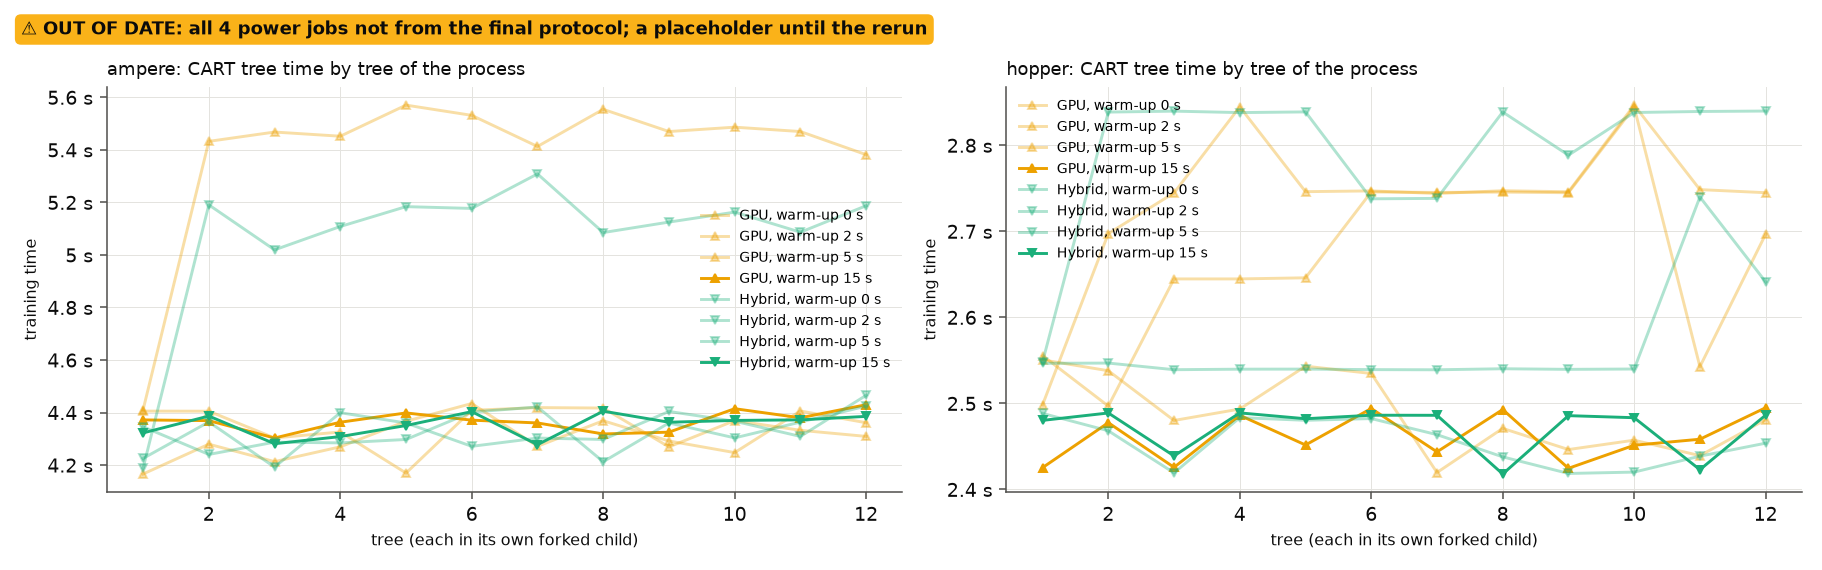 ⚠ OUT OF DATE: all 4 power jobs not from the final protocol; a placeholder until the rerun
ampere: CART tree time by tree of the process
5.6 s
5.4 s
5.2 s
5 s
4.8 s
4.6 s
4.4 s
4.2 s
training time
GPU, warm-up 0 s
GPU, warm-up 2 s
GPU, warm-up 5 s
GPU, warm-up 15 s
Hybrid, warm-up 0 s
Hybrid, warm-up 2 s
Hybrid, warm-up 5 s
Hybrid, warm-up 15 s
2 4 6 8 10 12
tree (each in its own forked child)
hopper: CART tree time by tree of the process
2.8 s
2.7 s
2.6 s
2.5 s
2.4 s
training time
GPU, warm-up 0 s
GPU, warm-up 2 s
GPU, warm-up 5 s
GPU, warm-up 15 s
Hybrid, warm-up 0 s
Hybrid, warm-up 2 s
Hybrid, warm-up 5 s
Hybrid, warm-up 15 s
2 4 6 8 10 12
tree (each in its own forked child)